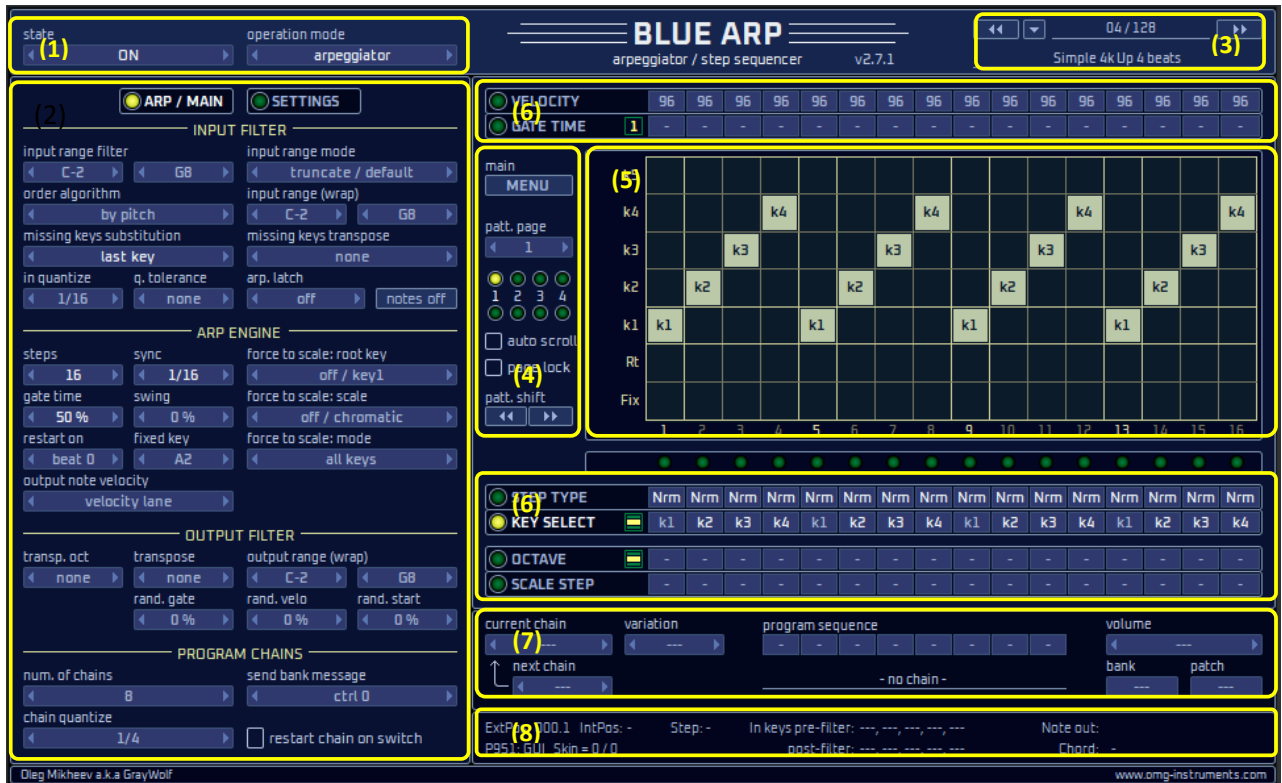 state
operation mode
ON
arpeggiator
(1)
BLUE ARP
arpeggiator / step sequencer v2.7.1
04/128
Simple 4k Up 4 beats
(3)
(2)
ARP / MAIN
SETTINGS
INPUT FILTER
input range filter
input range mode
C-2
G8
truncate / default
order algorithm
input range (wrap)
by pitch
C-2
G8
missing keys substitution
missing keys transpose
last key
none
in quantize
q. tolerance
arp. latch
1/16
none
off
notes off
ARP ENGINE
steps
sync
force to scale: root key
16
1/16
off / key1
gate time
swing
force to scale: scale
50 %
0 %
off / chromatic
restart on
fixed key
force to scale: mode
beat 0
A2
all keys
output note velocity
velocity lane
OUTPUT FILTER
transp. oct
transpose
output range (wrap)
none
none
C-2
G8
rand. gate
rand. velo
rand. start
0 %
0 %
0 %
PROGRAM CHAINS
num. of chains
send bank message
8
ctrl 0
chain quantize
1/4
restart chain on switch
VELOCITY
96 96 96 96 96 96 96 96 96 96 96 96 96 96 96 96
(6)
GATE TIME
1
- - - - - - - - - - - - - - - -
main
MENU
patt. page
1
1 2 3 4
auto scroll
page lock
(4)
patt. shift
(5)
k4 k4 k4 k4 k4
k3 k3 k3 k3 k3
k2 k2 k2 k2 k2
k1 k1 k1 k1 k1
Rt
Fix
1 2 3 4 5 6 7 8 9 10 11 12 13 14 15 16
STEP TYPE
Nrm Nrm Nrm Nrm Nrm Nrm Nrm Nrm Nrm Nrm Nrm Nrm Nrm Nrm Nrm Nrm
(6)
KEY SELECT
k1 k2 k3 k4 k1 k2 k3 k4 k1 k2 k3 k4 k1 k2 k3 k4
OCTAVE
- - - - - - - - - - - - - - - -
SCALE STEP
- - - - - - - - - - - - - - - -
current chain
variation
program sequence
volume
(7)
---
---
- - - - - - - -
---
next chain
---
- no chain -
bank
patch
---
---
(8)
ExtPos: 000.1 IntPos: - Step: - In keys pre-filter: ---, ---, ---, ---, --- Note out:
P951: GUI Skin = 0 / 0 post-filter: ---, ---, ---, ---, --- Chord: -
Oleg Mikheev a.k.a GrayWolf
www.omg-instruments.com